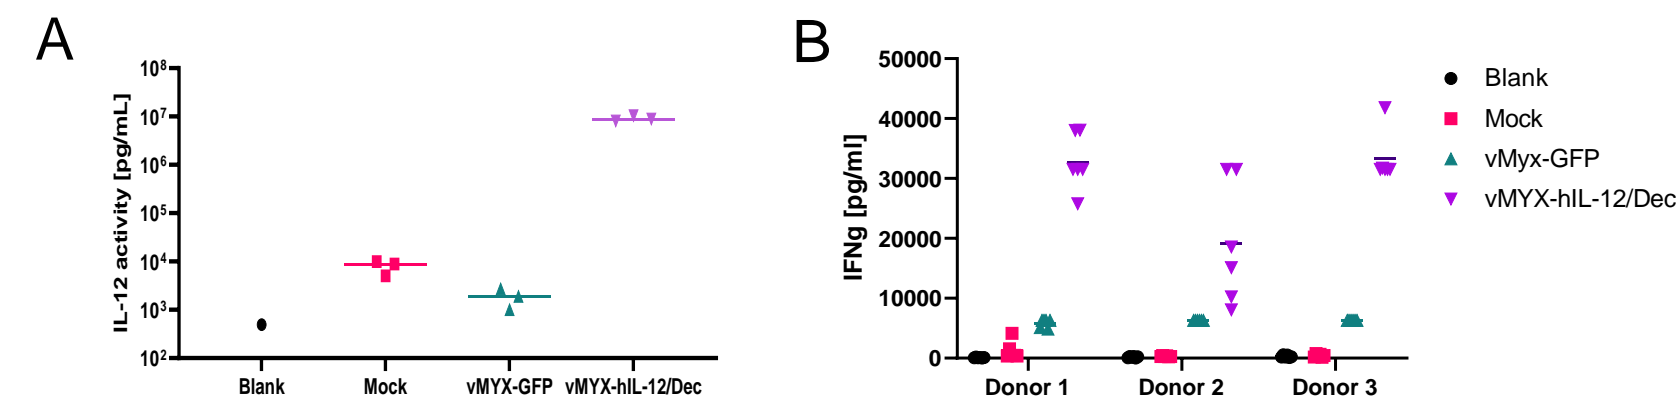 A
IL-12 activity [pg/mL]
10⁸
10⁷
10⁶
10⁵
10⁴
10³
10²
Blank
Mock
vMYX-GFP
vMYX-hIL-12/Dec
B
IFNg [pg/ml]
50000
40000
30000
20000
10000
0
Donor 1
Donor 2
Donor 3
Blank
Mock
vMyx-GFP
vMYX-hIL-12/Dec